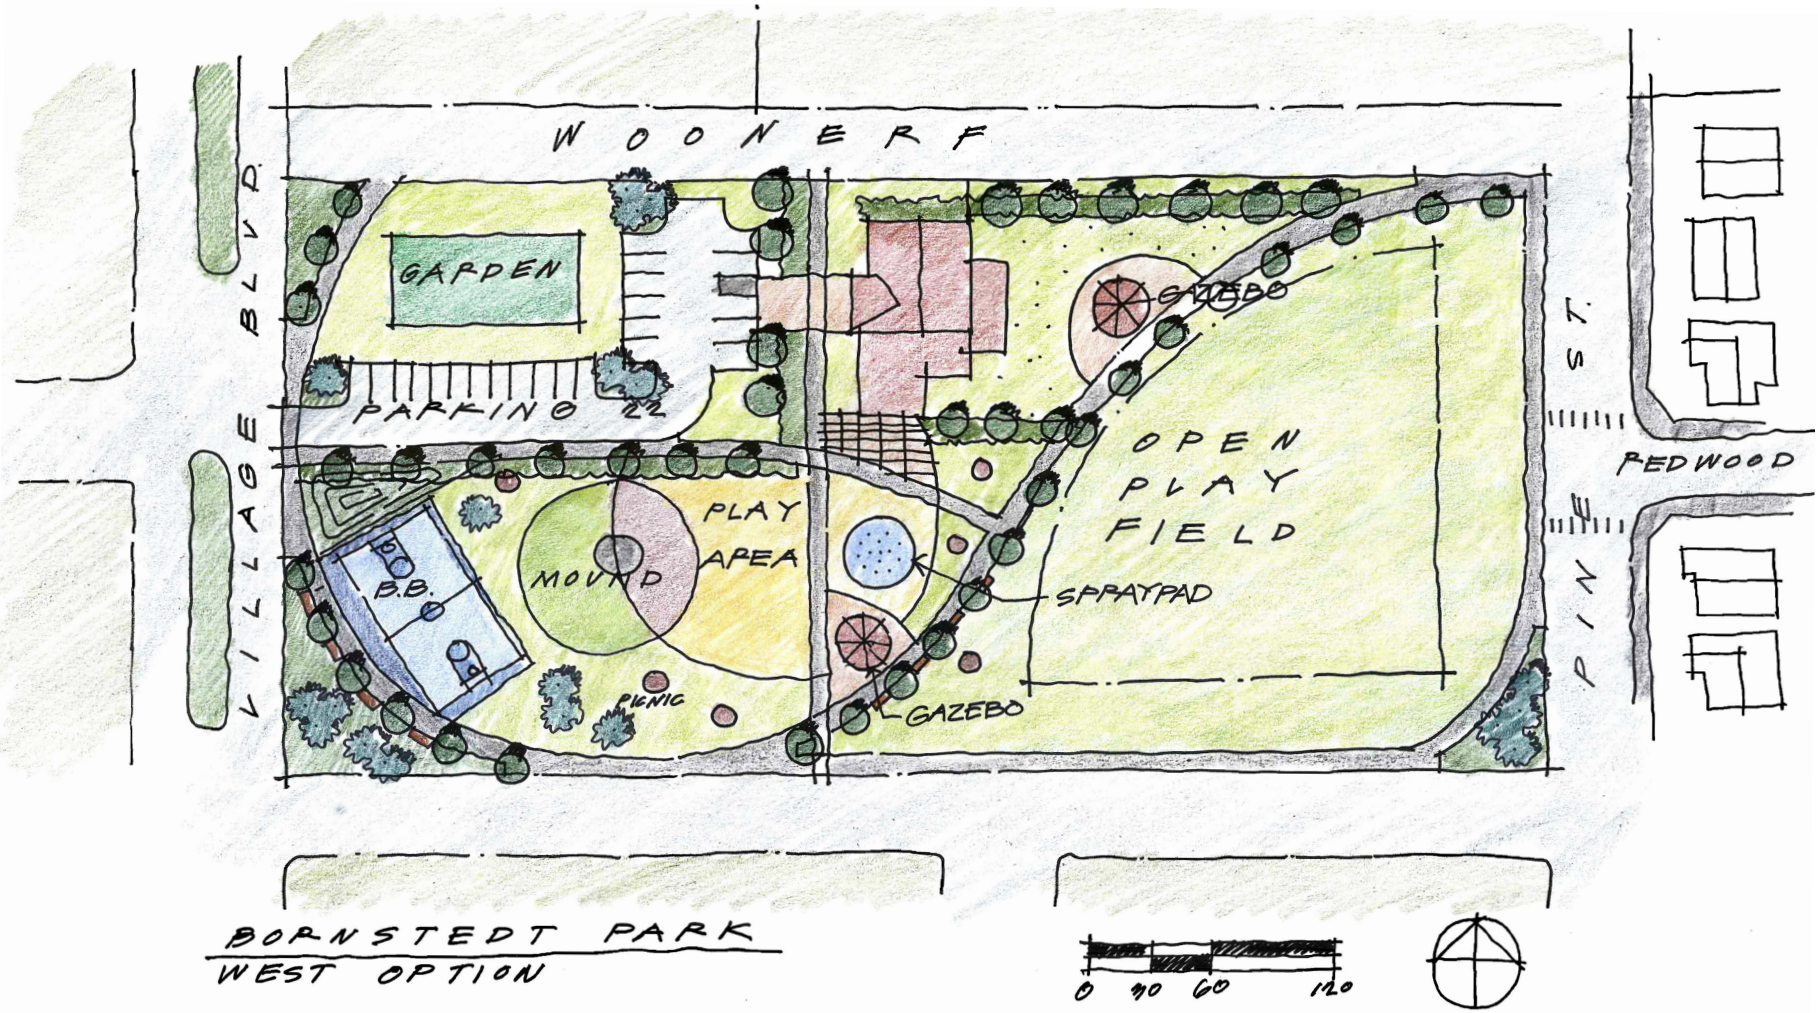 WOONERF
VILLAGE BLVD.
GARDEN
GAZEBO
PARKING 22
OPEN
PLAY
FIELD
PINE ST.
REDWOOD
PLAY
AREA
MOUND
B.B.
SPRAYPAD
PICNIC
GAZEBO
BORNSTEDT PARK
WEST OPTION
0 30 60 120